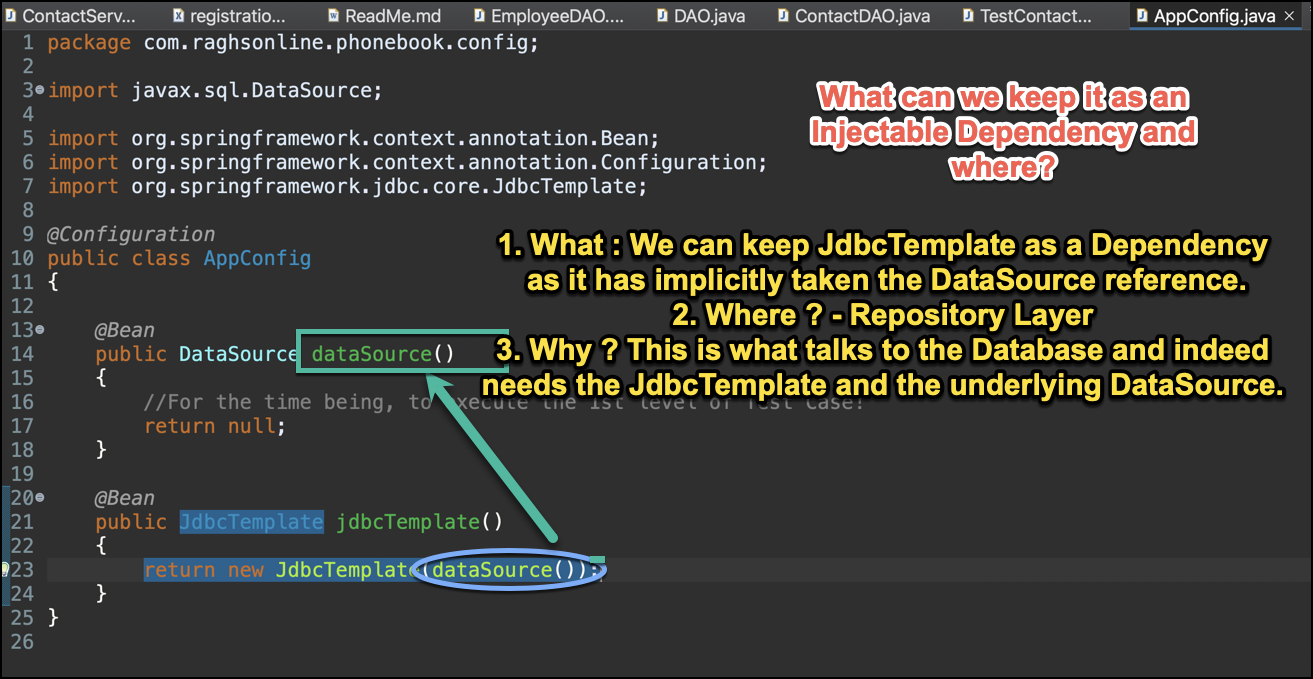 ContactServ... registratio... ReadMe.md EmployeeDAO.... DAO.java ContactDAO.java TestContact... AppConfig.java
1 package com.raghsonline.phonebook.config;
2
3 import javax.sql.DataSource;
4
5 import org.springframework.context.annotation.Bean;
6 import org.springframework.context.annotation.Configuration;
7 import org.springframework.jdbc.core.JdbcTemplate;
8
9 @Configuration
10 public class AppConfig
11 {
12
13 @Bean
14 public DataSource dataSource()
15 {
16 //For the time being, to execute the 1st level of Test Case!
17 return null;
18 }
19
20 @Bean
21 public JdbcTemplate jdbcTemplate()
22 {
23 return new JdbcTemplate(dataSource());
24 }
25 }
26
What can we keep it as an
Injectable Dependency and
where?
1. What : We can keep JdbcTemplate as a Dependency
as it has implicitly taken the DataSource reference.
2. Where ? - Repository Layer
3. Why ? This is what talks to the Database and indeed
needs the JdbcTemplate and the underlying DataSource.